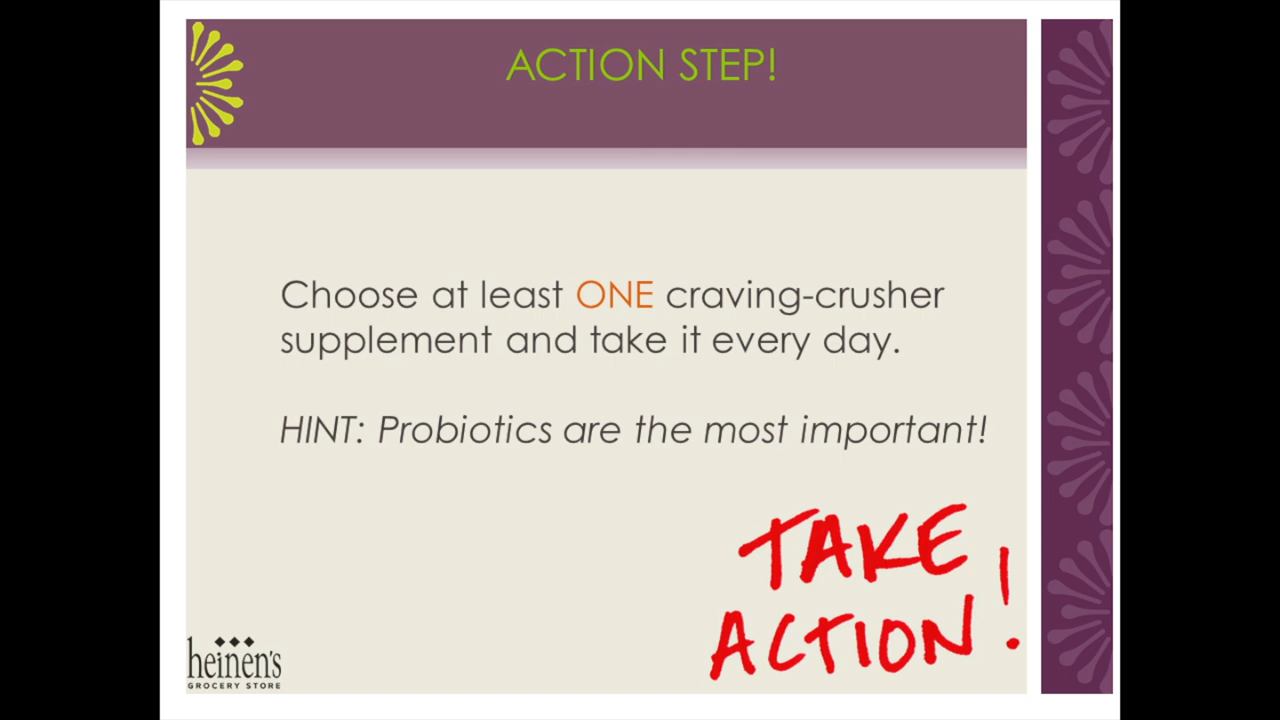 ACTION STEP!
Choose at least ONE craving-crusher
supplement and take it every day.
HINT: Probiotics are the most important!
TAKE
ACTION!
heinen's
GROCERY STORE